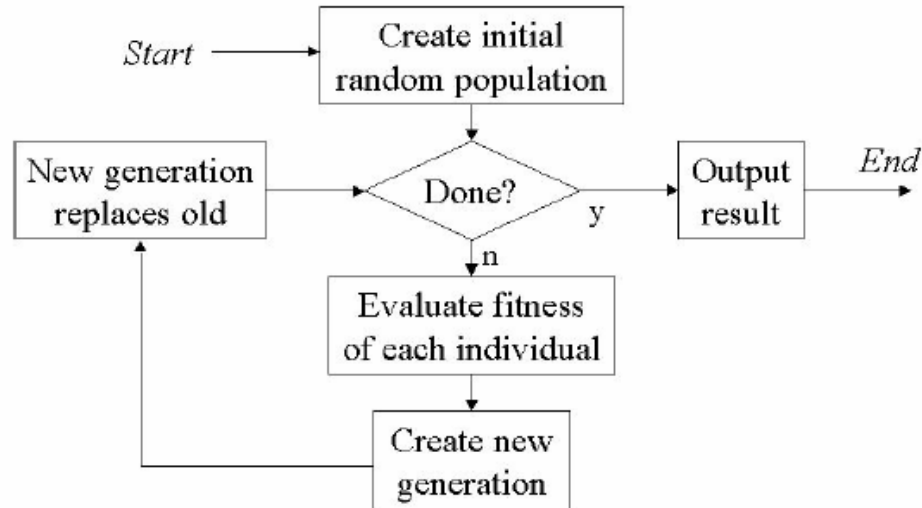 Start
Create initial
random population
New generation
replaces old
Done?
y
Output
result
End
n
Evaluate fitness
of each individual
Create new
generation